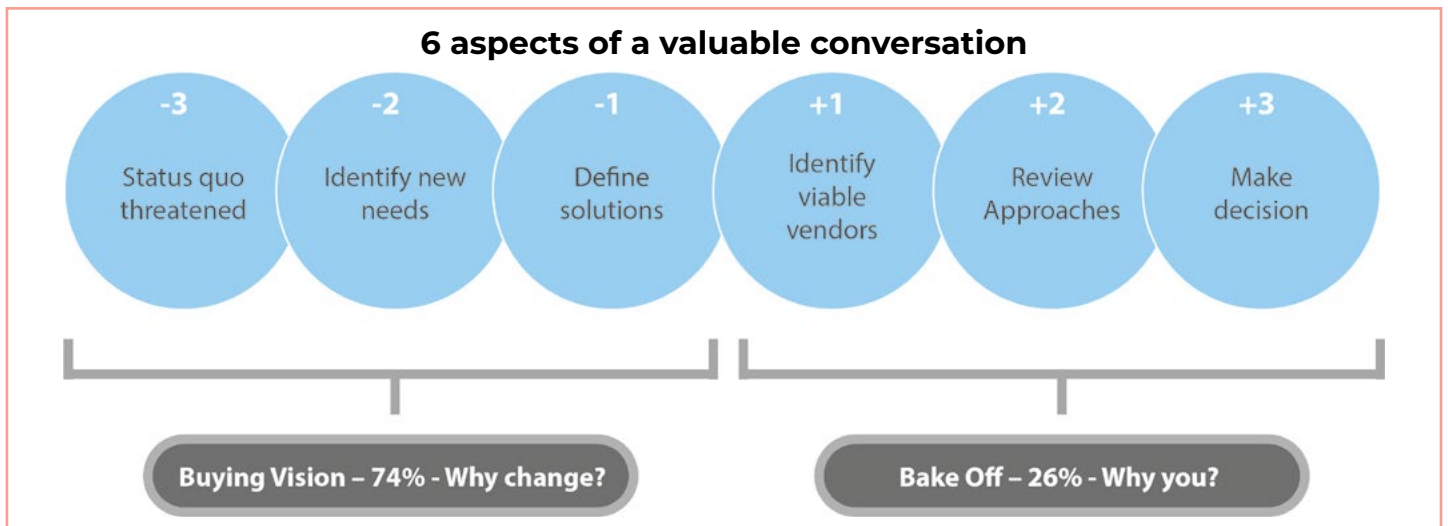 6 aspects of a valuable conversation
-3
Status quo
threatened
-2
Identify new
needs
-1
Define
solutions
+1
Identify
viable
vendors
+2
Review
Approaches
+3
Make
decision
Buying Vision – 74% - Why change?
Bake Off – 26% - Why you?